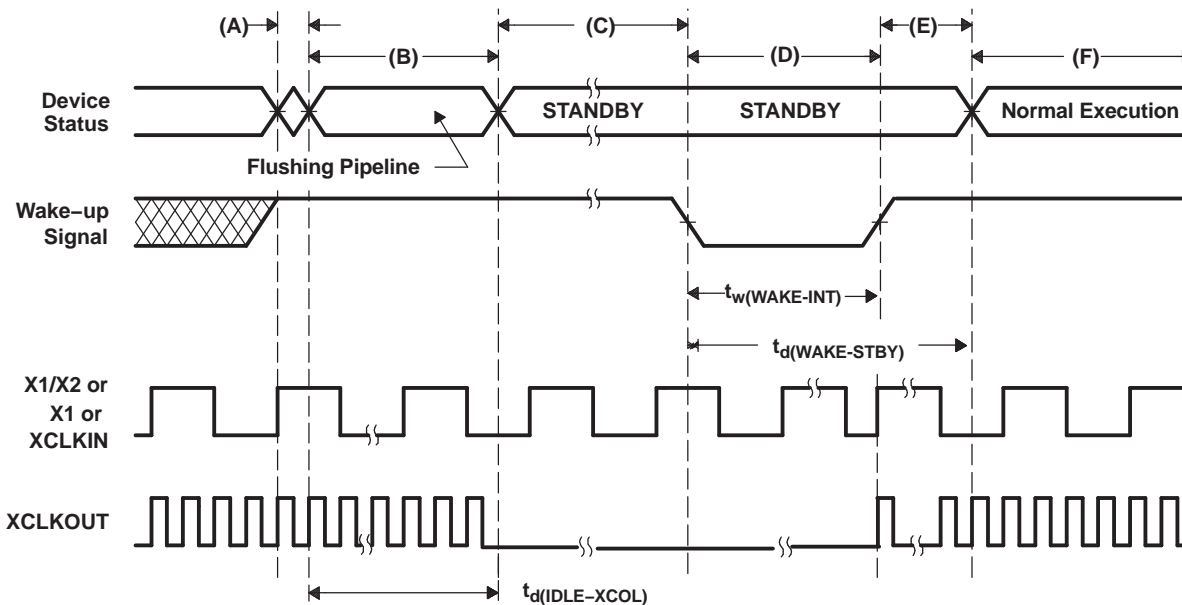 (A)
(B)
(C)
(D)
(E)
(F)
Device
Status
STANDBY
STANDBY
Normal Execution
Flushing Pipeline
Wake−up
Signal
tw(WAKE-INT)
td(WAKE-STBY)
X1/X2 or
X1 or
XCLKIN
XCLKOUT
td(IDLE−XCOL)